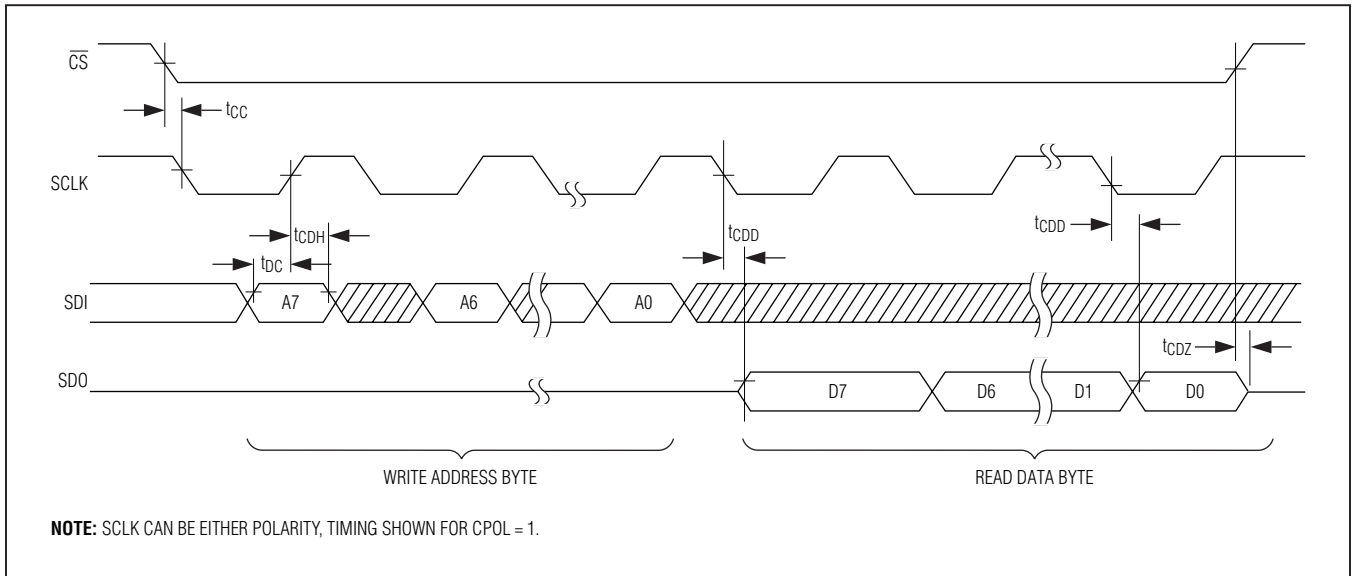 CS
tCC
SCLK
tCDH
tCDD
tCDD
tDC
SDI
A7
A6
A0
tCDZ
SDO
D7
D6
D1
D0
WRITE ADDRESS BYTE
READ DATA BYTE
NOTE: SCLK CAN BE EITHER POLARITY, TIMING SHOWN FOR CPOL = 1.